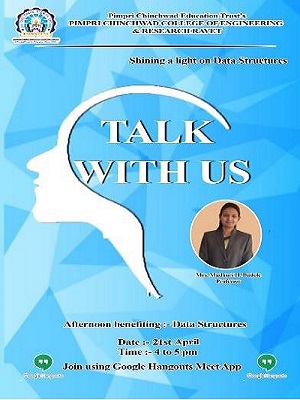 Pimpri Chinchwad Education Trust's
PIMPRI CHINCHWAD COLLEGE OF ENGINEERING
& RESEARCH RAVET
Shining a light on Data Structures
TALK
WITH US
Afternoon benefiting :- Data Structures
Date :- 21st April
Time :- 4 to 5 pm
Join using Google Hangouts Meet App